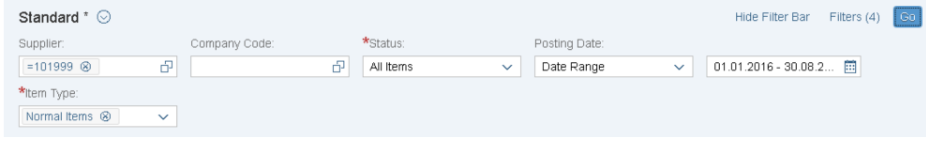 Standard * Hide Filter Bar Filters (4) Go
Supplier: Company Code: *Status: Posting Date:
=101999 All Items Date Range 01.01.2016 - 30.08.2...
*Item Type:
Normal Items